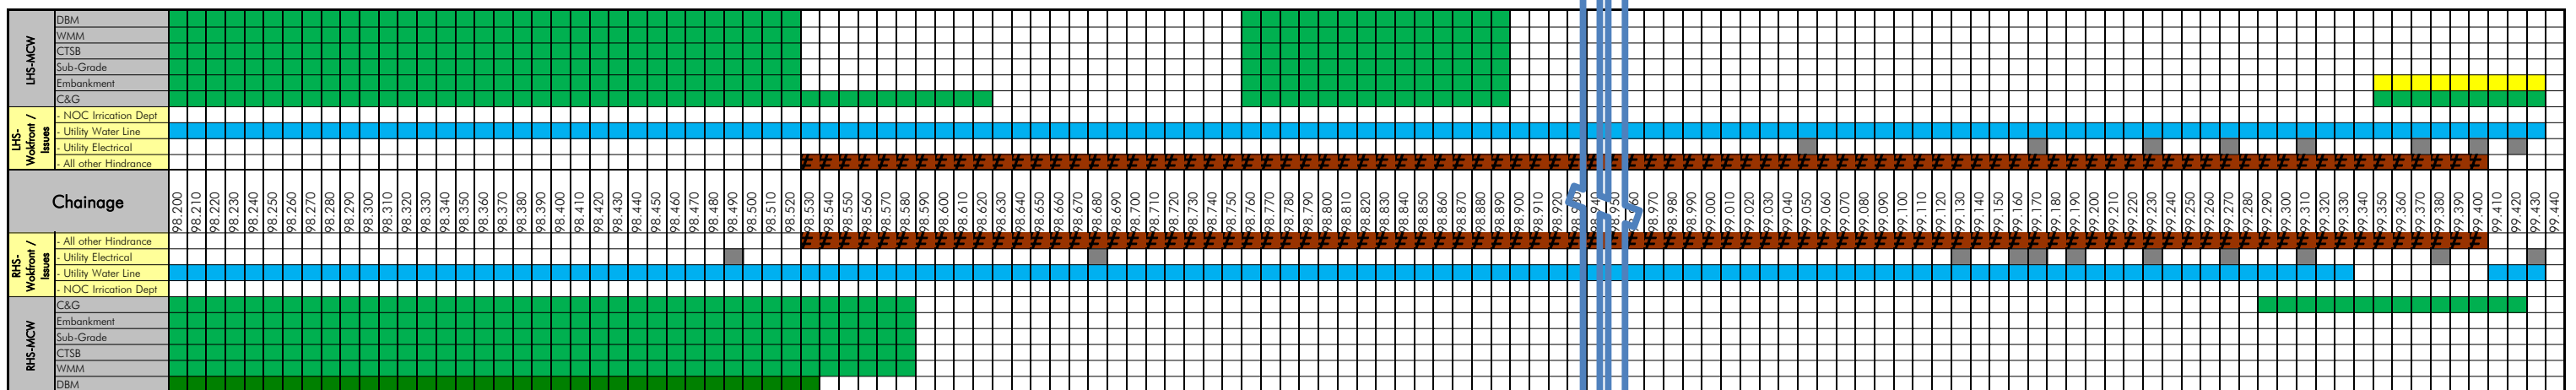 LHS-MCW
DBM
WMM
CTSB
Sub-Grade
Embankment
C&G
LHS-
Wokfront /
Issues
- NOC Irrication Dept
- Utility Water Line
- Utility Electrical
- All other Hindrance
# # # # # # # # # # # # # # # # # # # # # # # # # # # # # # # # # # # # # # # # # # # # # # # # # # # # # # # # # # # # # # # # # # # # # # # # # # # # # # # # # # # # # # # #
Chainage
98.200 98.210 98.220 98.230 98.240 98.250 98.260 98.270 98.280 98.290 98.300 98.310 98.320 98.330 98.340 98.350 98.360 98.370 98.380 98.390 98.400 98.410 98.420 98.430 98.440 98.450 98.460 98.470 98.480 98.490 98.500 98.510 98.520 98.530 98.540 98.550 98.560 98.570 98.580 98.590 98.600 98.610 98.620 98.630 98.640 98.650 98.660 98.670 98.680 98.690 98.700 98.710 98.720 98.730 98.740 98.750 98.760 98.770 98.780 98.790 98.800 98.810 98.820 98.830 98.840 98.850 98.860 98.870 98.880 98.890 98.900 98.910 98.920 98.970 98.980 98.990 99.000 99.010 99.020 99.030 99.040 99.050 99.060 99.070 99.080 99.090 99.100 99.110 99.120 99.130 99.140 99.150 99.160 99.170 99.180 99.190 99.200 99.210 99.220 99.230 99.240 99.250 99.260 99.270 99.280 99.290 99.300 99.310 99.320 99.330 99.340 99.350 99.360 99.370 99.380 99.390 99.400 99.410 99.420 99.430 99.440
RHS-
Wokfront /
Issues
- All other Hindrance
# # # # # # # # # # # # # # # # # # # # # # # # # # # # # # # # # # # # # # # # # # # # # # # # # # # # # # # # # # # # # # # # # # # # # # # # # # # # # # # # # # # # # # # #
- Utility Electrical
- Utility Water Line
- NOC Irrication Dept
RHS-MCW
C&G
Embankment
Sub-Grade
CTSB
WMM
DBM